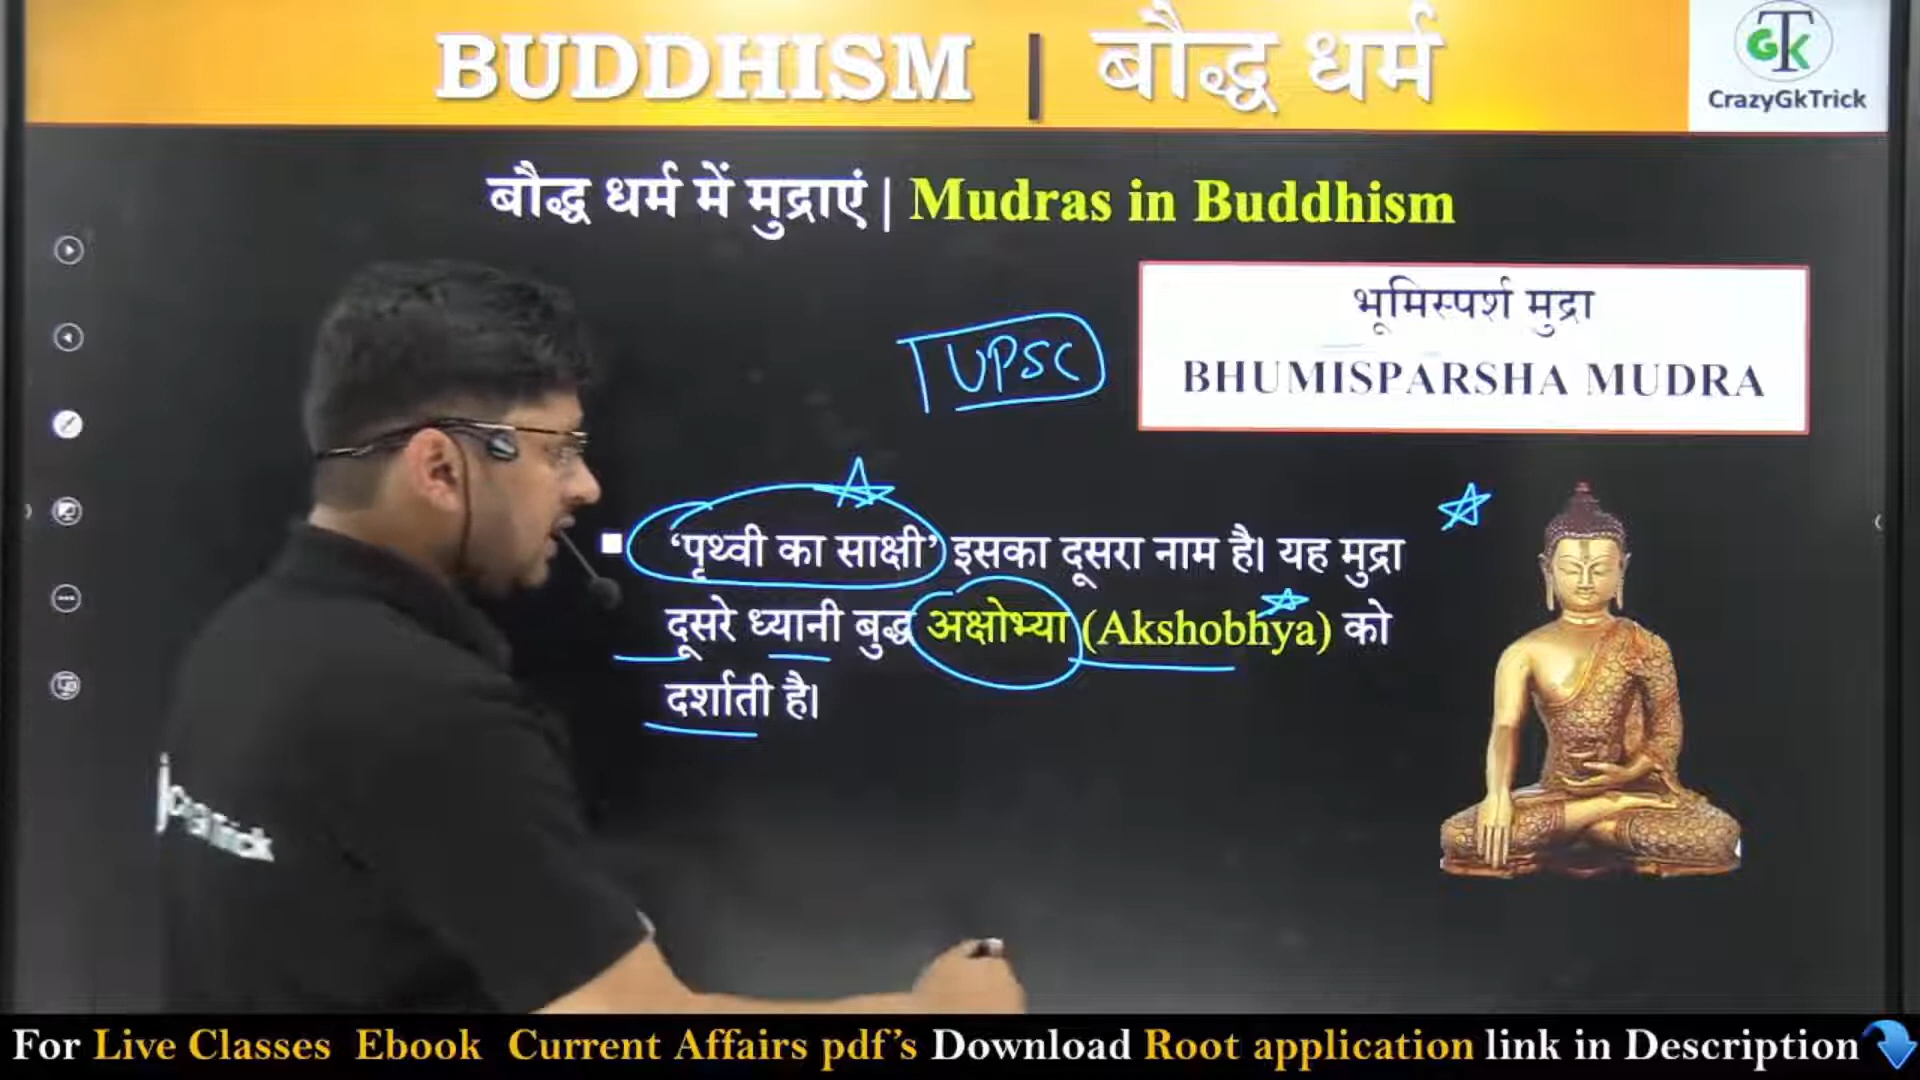 BUDDHISM | बौद्ध धर्म
GTK
CrazyGkTrick
बौद्ध धर्म में मुद्राएं | Mudras in Buddhism
भूमिस्पर्श मुद्रा
BHUMISPARSHA MUDRA
UPSC
‘पृथ्वी का साक्षी’ इसका दूसरा नाम है। यह मुद्रा
दूसरे ध्यानी बुद्ध अक्षोभ्या (Akshobhya) को
दर्शाती है।
For Live Classes Ebook Current Affairs pdf’s Download Root application link in Description